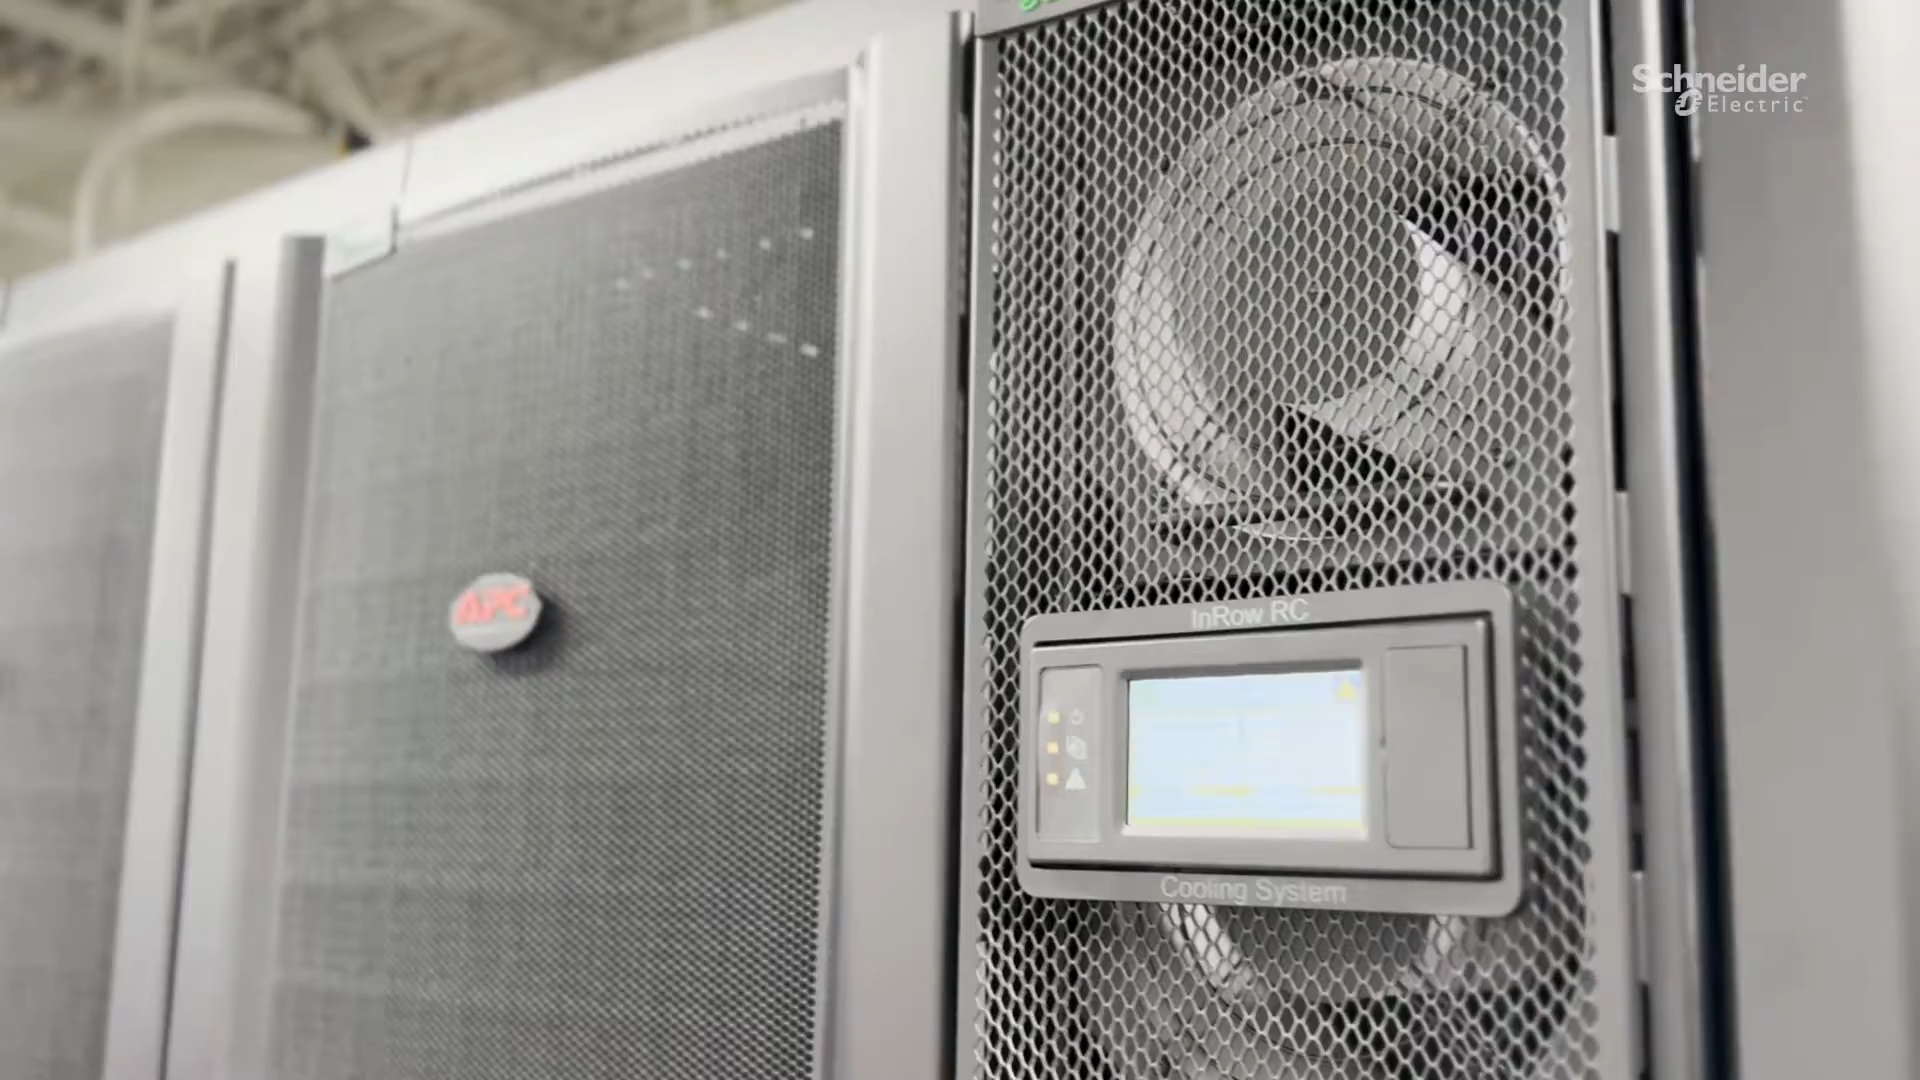 Schneider
Electric
APC
InRow RC
Cooling System